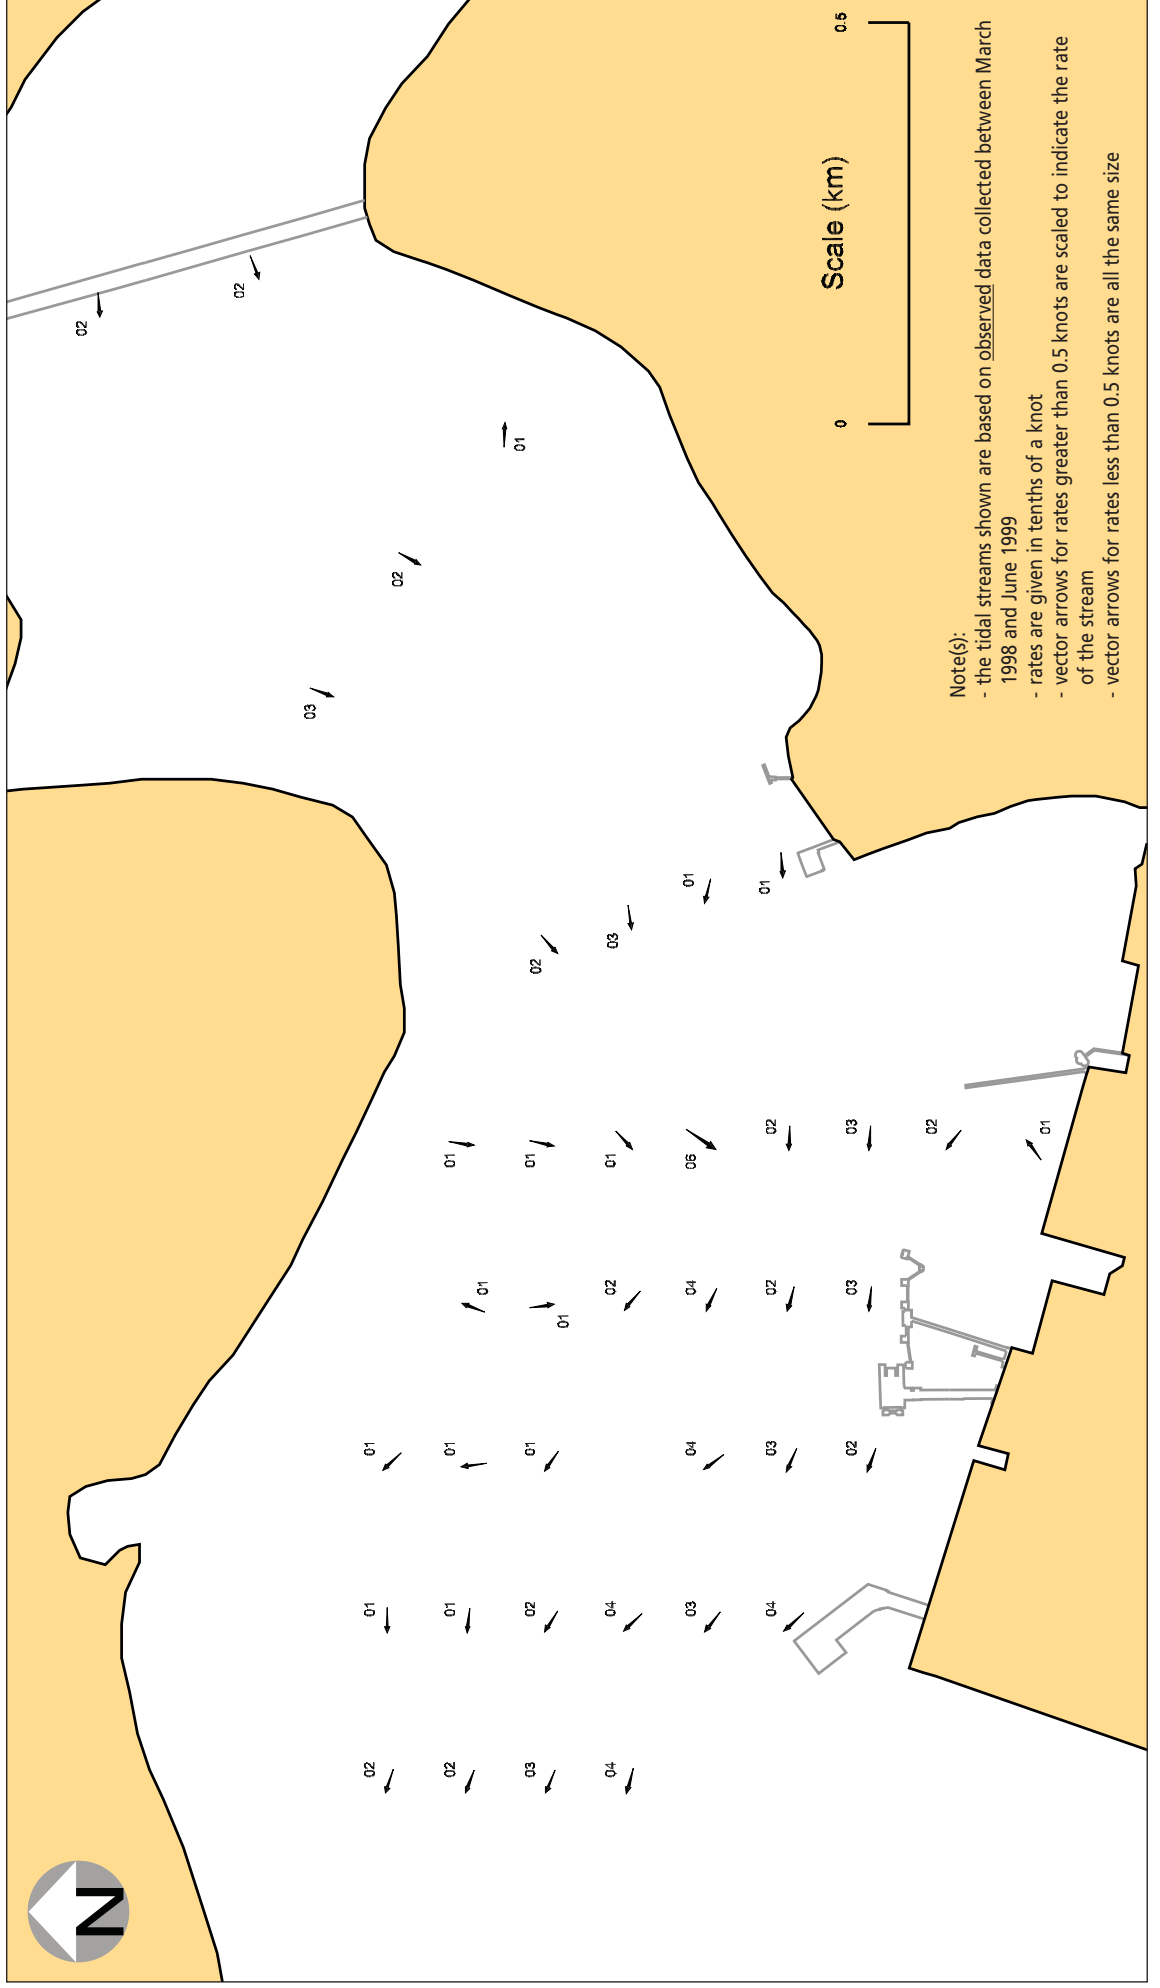 N
02
02
03
02 01 01
02
02 01 01 01
01
01
03 02 01 01 02
01
04 04 02 01 03
03 04 04 06 01
04 03 02 02 01
Scale (km)
0 0.5
02 03 03
02
01
Note(s):
- the tidal streams shown are based on observed data collected between March
1998 and June 1999
- rates are given in tenths of a knot
- vector arrows for rates greater than 0.5 knots are scaled to indicate the rate
of the stream
- vector arrows for rates less than 0.5 knots are all the same size